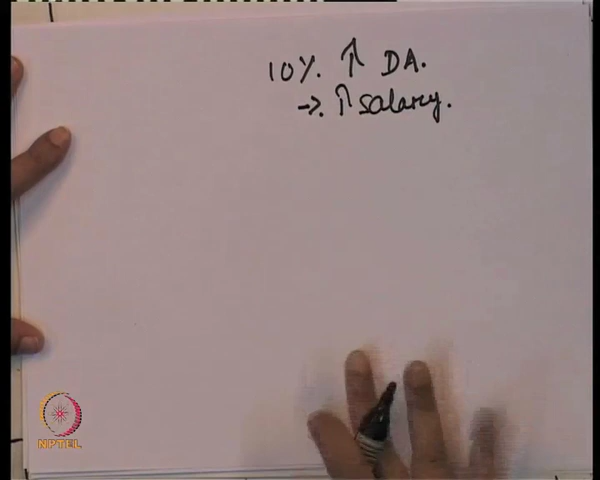 10%. ↑ DA.
→. ↑ salary.
NPTEL